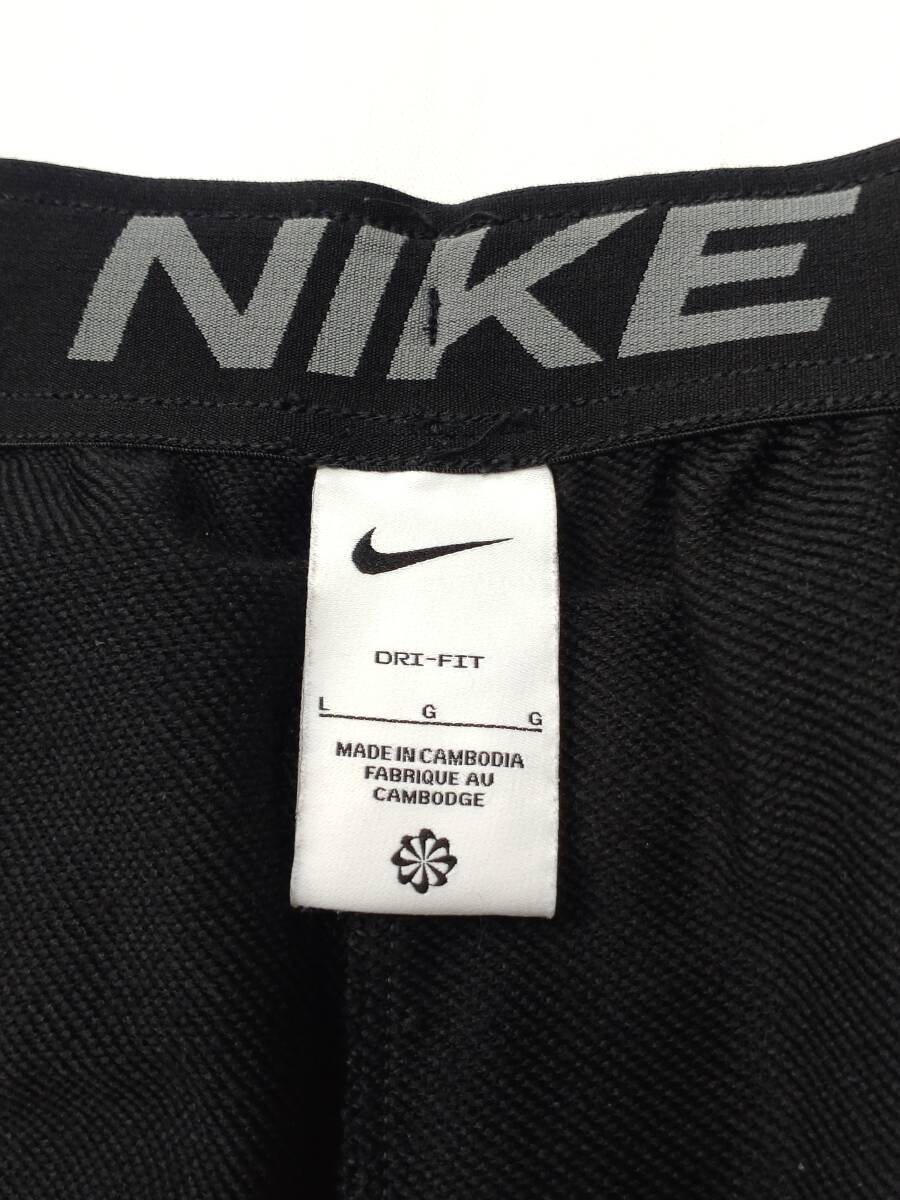 NIKE
DRI-FIT
L G G
MADE IN CAMBODIA
FABRIQUE AU
CAMBODGE